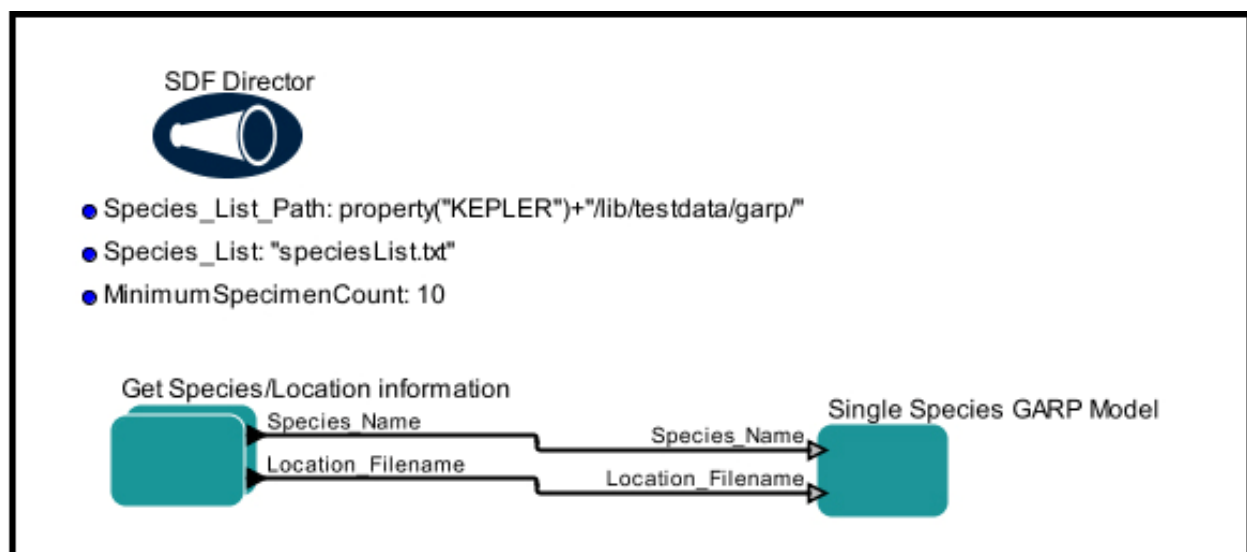 SDF Director
Species_List_Path: property("KEPLER")+"/lib/testdata/garp/"
Species_List: "speciesList.txt"
MinimumSpecimenCount: 10
Get Species/Location information
Species_Name
Location_Filename
Single Species GARP Model
Species_Name
Location_Filename